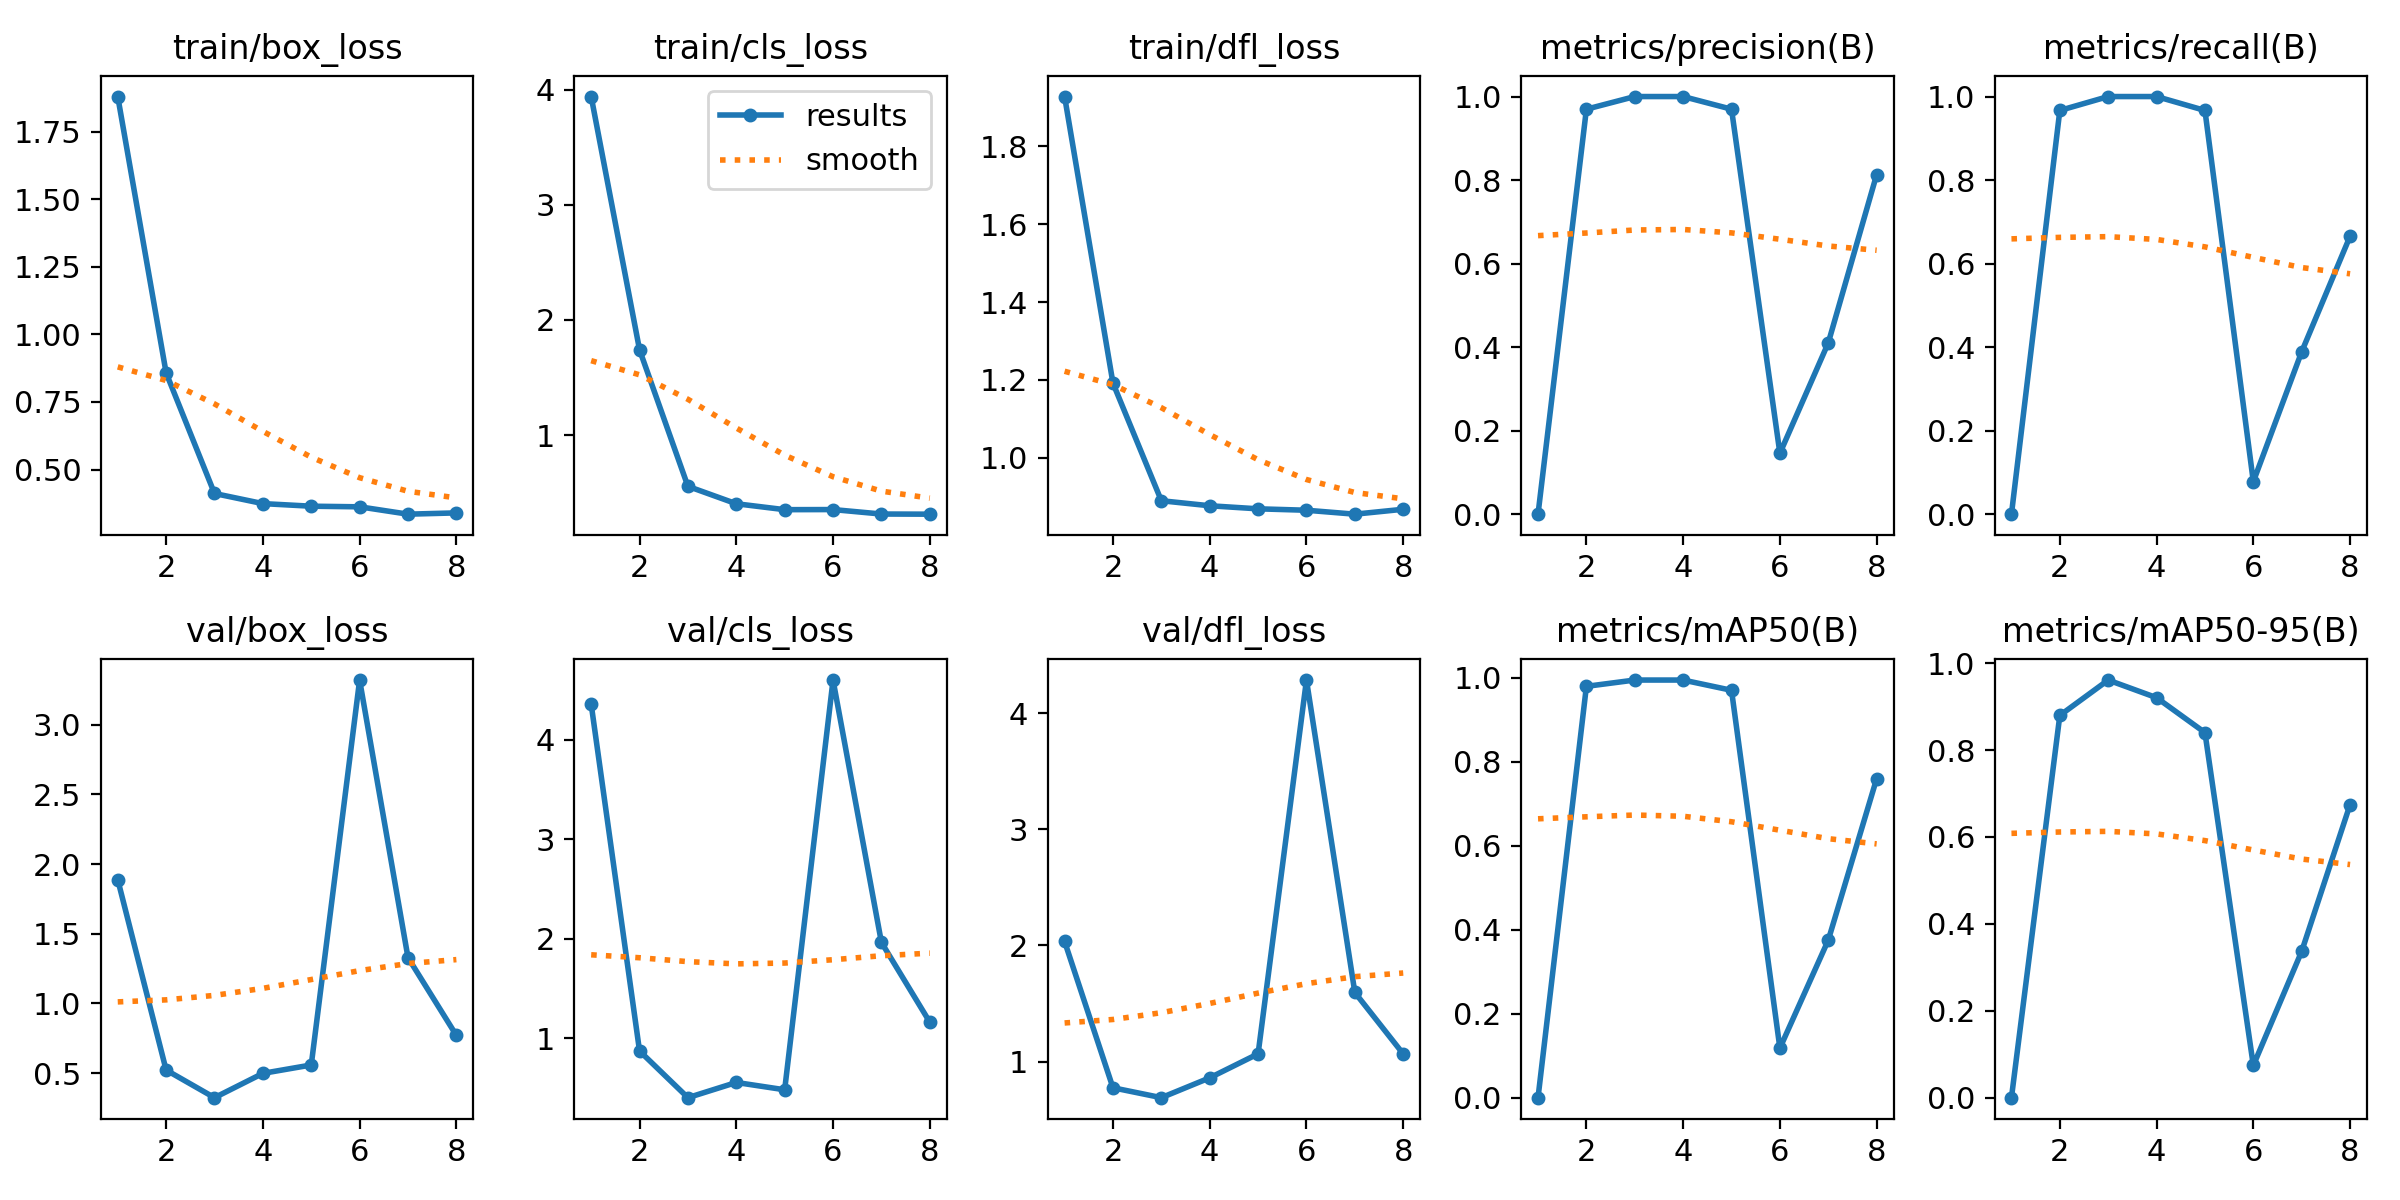 train/box_loss
1.75
1.50
1.25
1.00
0.75
0.50
2 4 6 8
train/cls_loss
results
smooth
4
3
2
1
2 4 6 8
train/dfl_loss
1.8
1.6
1.4
1.2
1.0
2 4 6 8
metrics/precision(B)
1.0
0.8
0.6
0.4
0.2
0.0
2 4 6 8
metrics/recall(B)
1.0
0.8
0.6
0.4
0.2
0.0
2 4 6 8
val/box_loss
3.0
2.5
2.0
1.5
1.0
0.5
2 4 6 8
val/cls_loss
4
3
2
1
2 4 6 8
val/dfl_loss
4
3
2
1
2 4 6 8
metrics/mAP50(B)
1.0
0.8
0.6
0.4
0.2
0.0
2 4 6 8
metrics/mAP50-95(B)
1.0
0.8
0.6
0.4
0.2
0.0
2 4 6 8